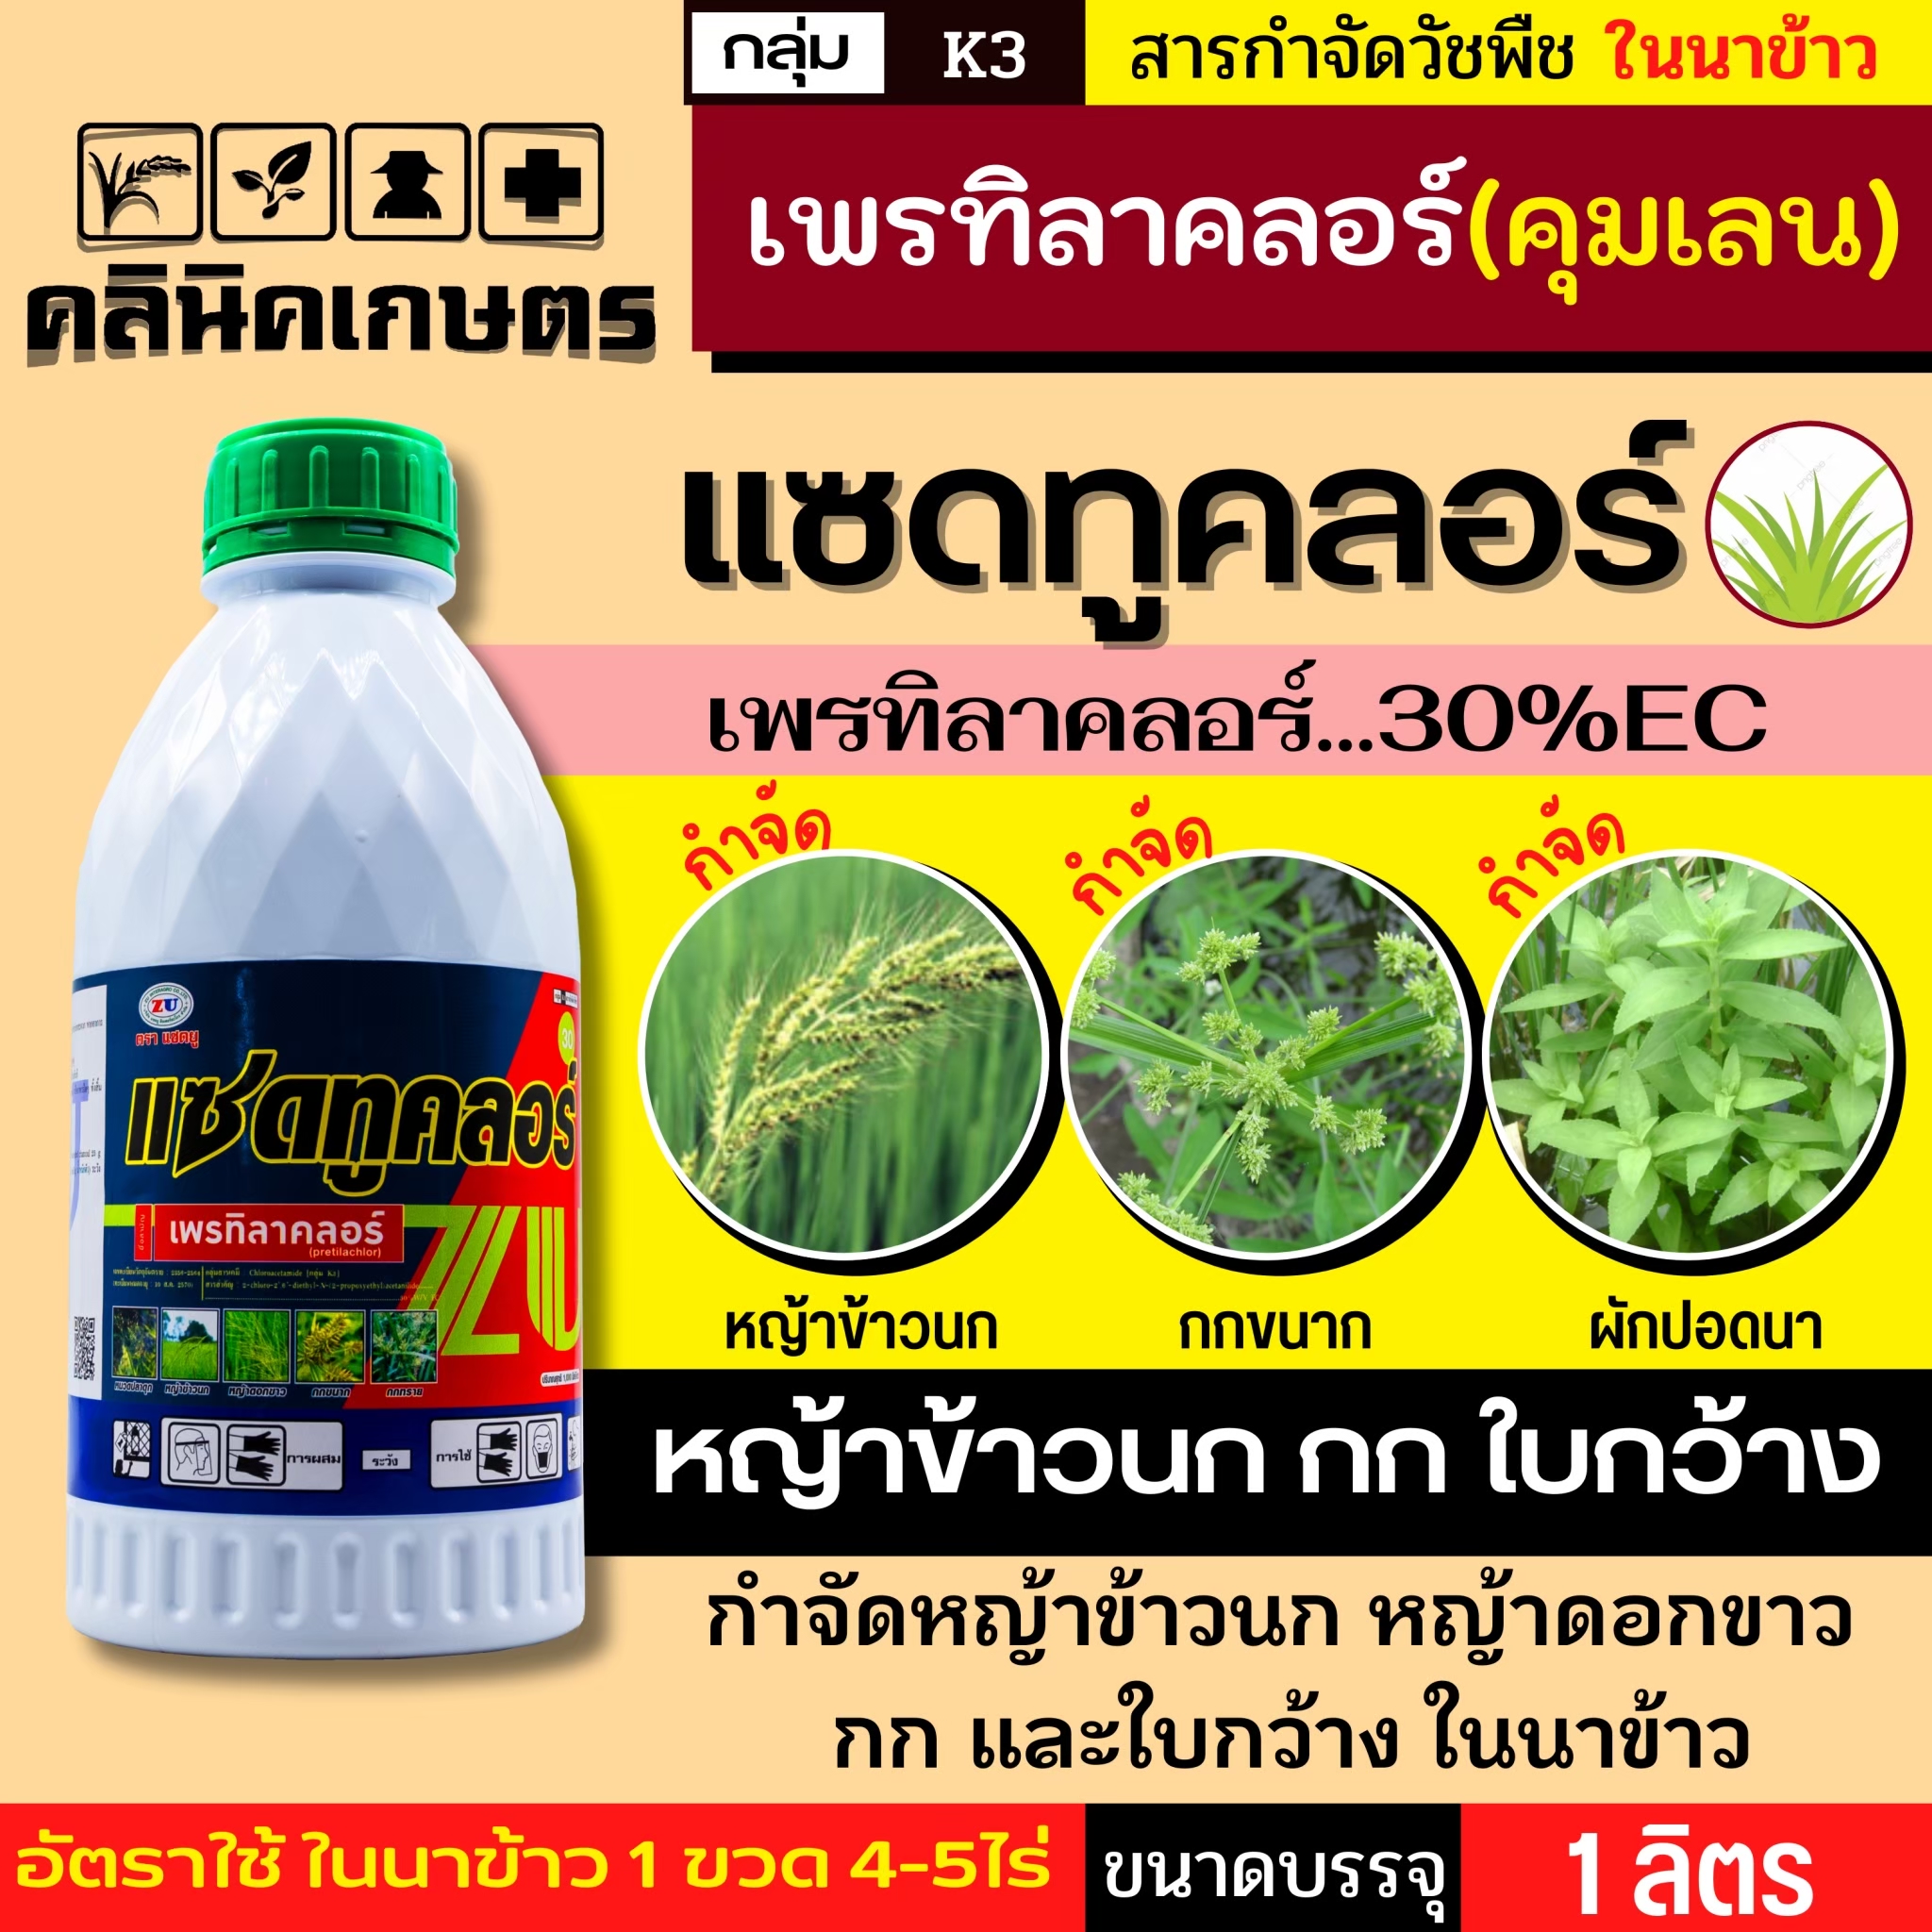 กลุ่ม K3 สารกำจัดวัชพืช ในนาข้าว
เพรทิลาคลอร์(คุมเลน)
คลินิคเกษตร
แซดทูคลอร์
เพรทิลาคลอร์...30%EC
กำจัด กำจัด กำจัด
หญ้าข้าวนก กกขนาก ผักปอดนา
หญ้าข้าวนก กก ใบกว้าง
กำจัดหญ้าข้าวนก หญ้าดอกขาว
กก และใบกว้าง ในนาข้าว
อัตราใช้ ในนาข้าว 1 ขวด 4-5ไร่ ขนาดบรรจุ 1 ลิตร
ZU
ตรา แซดยู
30
แซดทูคลอร์
เพรทิลาคลอร์
(pretilachlor)
ZU
หนวดปลาดุก หญ้าข้าวนก หญ้าดอกขาว กกขนาก กกทราย
การผสม ระวัง การใช้